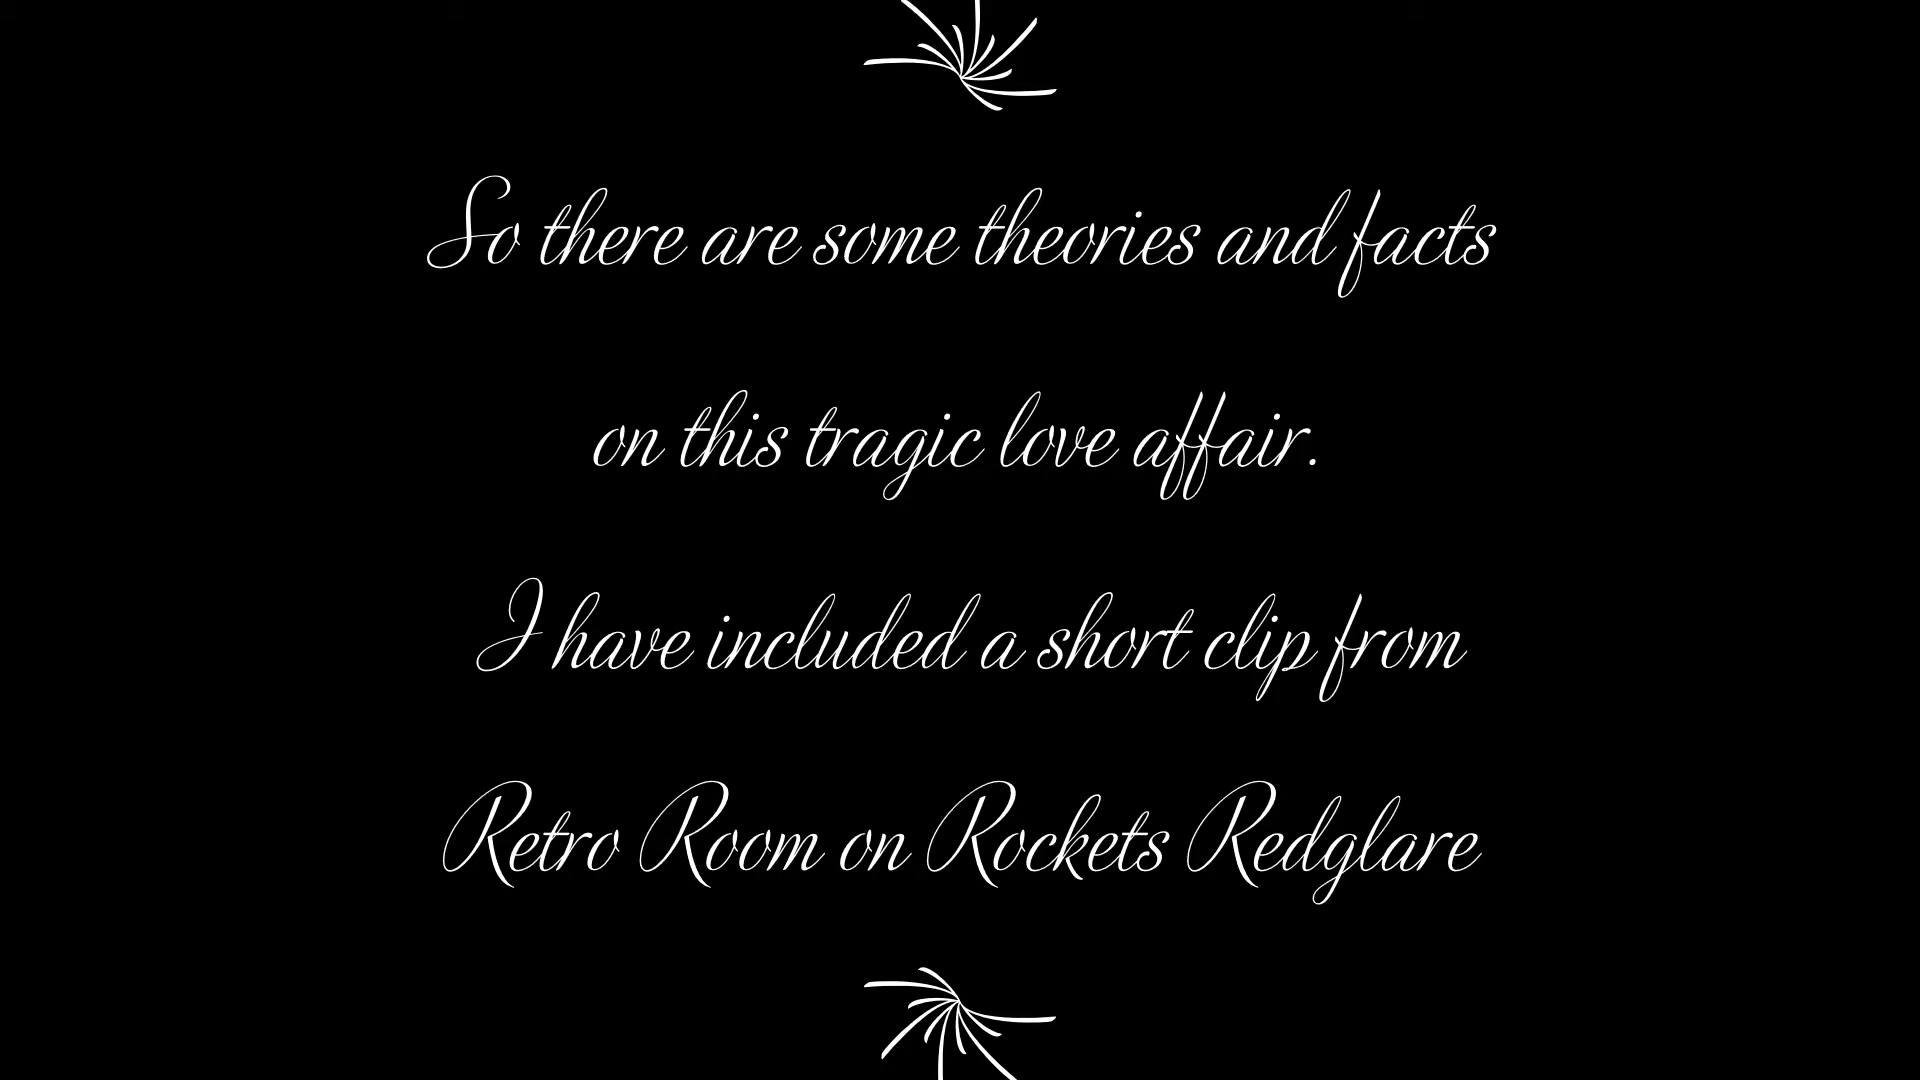 So there are some theories and facts
on this tragic love affair.
I have included a short clip from
Retro Room on Rockets Redglare